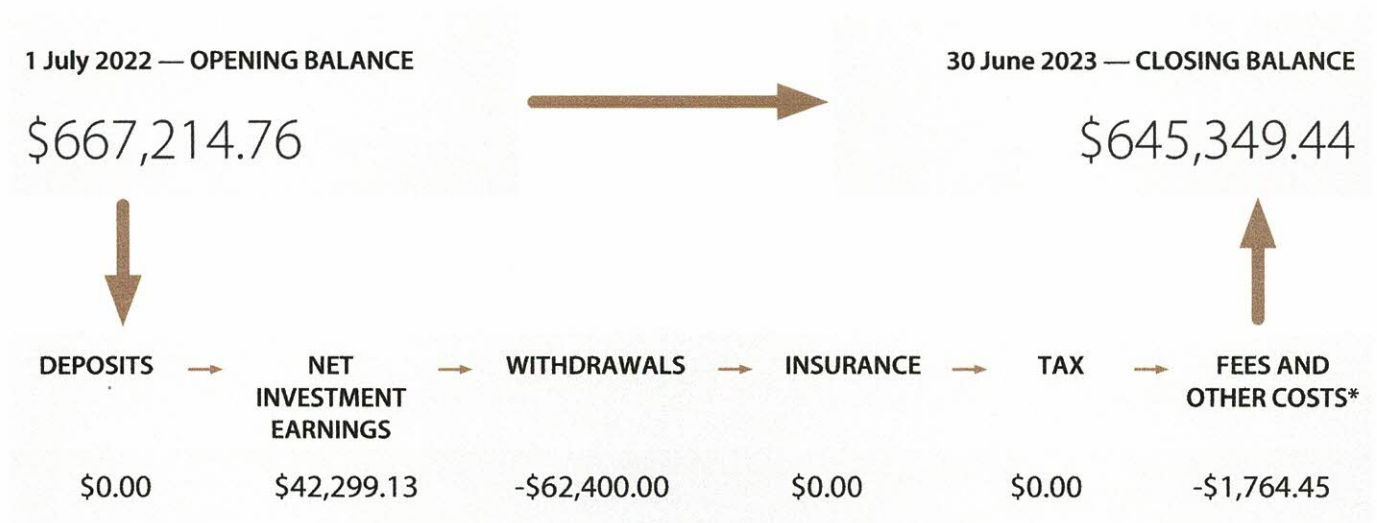 1 July 2022 — OPENING BALANCE
30 June 2023 — CLOSING BALANCE
$667,214.76
$645,349.44
DEPOSITS
NET
INVESTMENT
EARNINGS
WITHDRAWALS
INSURANCE
TAX
FEES AND
OTHER COSTS*
$0.00
$42,299.13
-$62,400.00
$0.00
$0.00
-$1,764.45